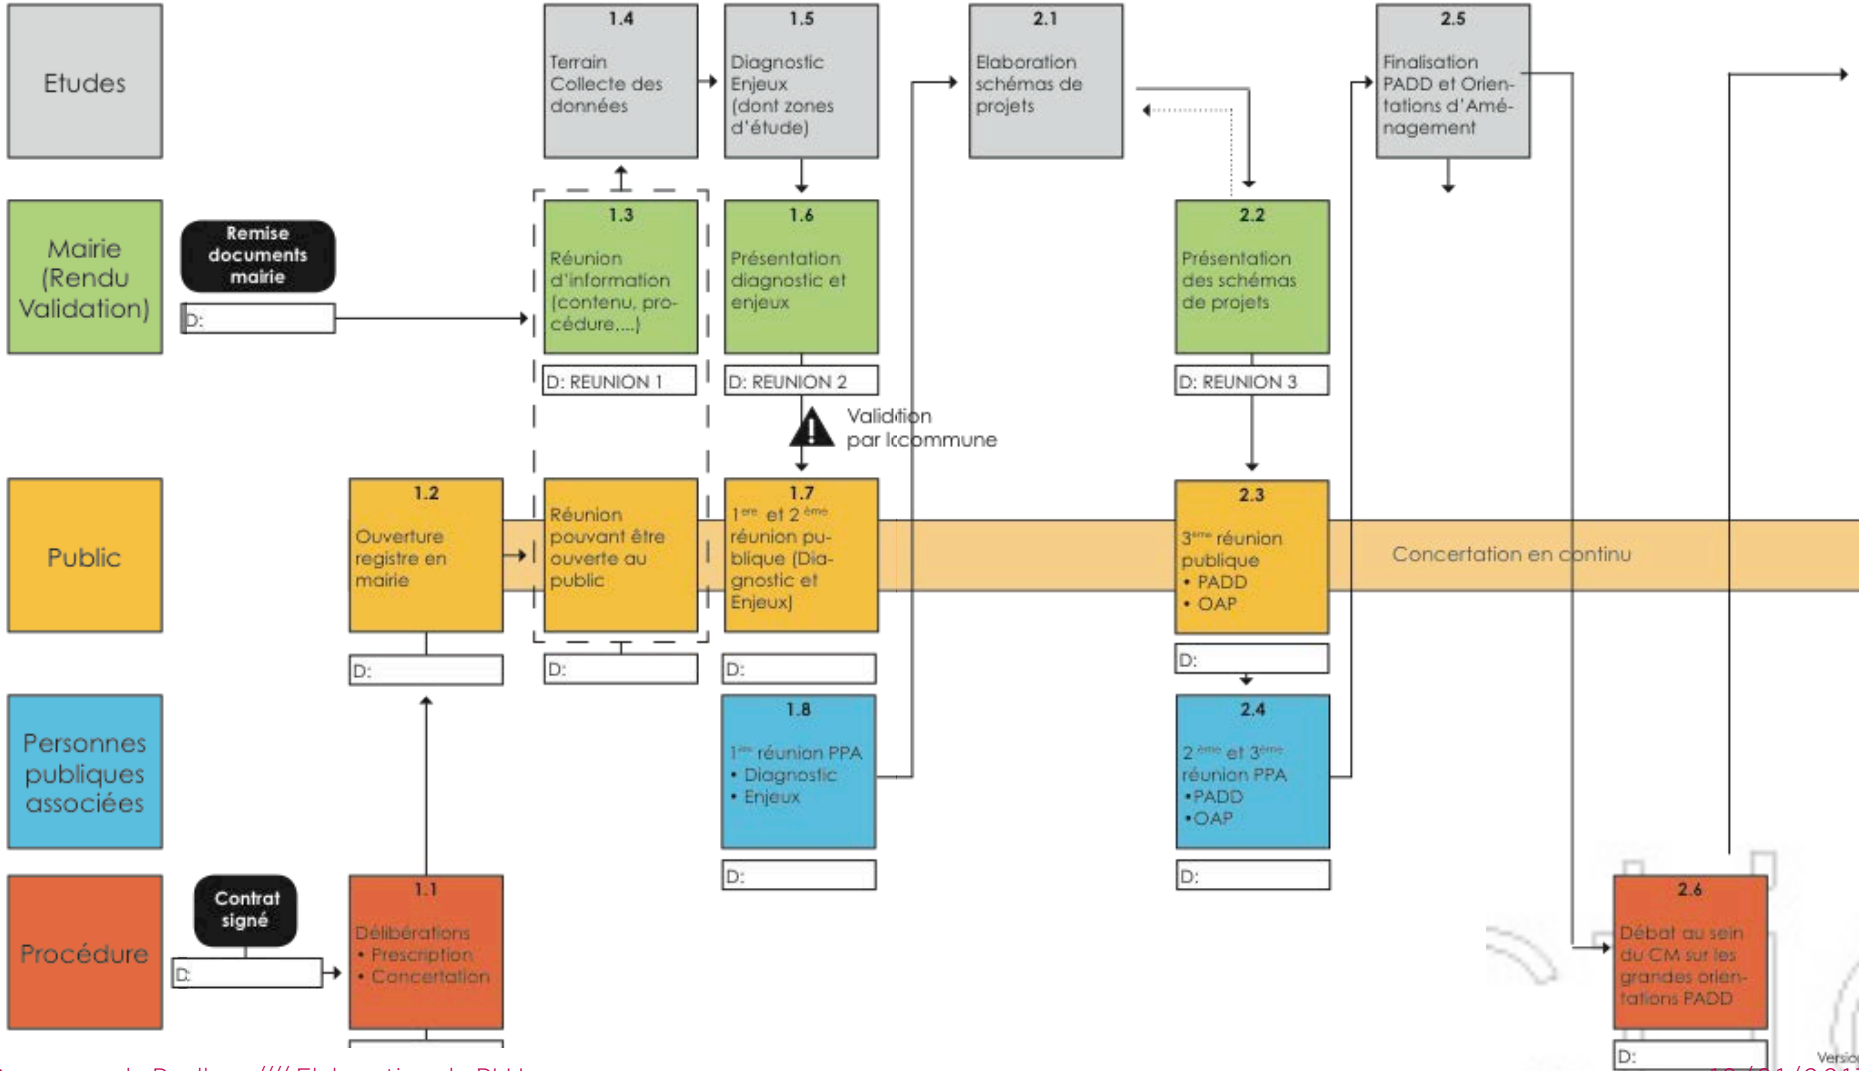 Etudes
1.4
Terrain
Collecte des
données
1.5
Diagnostic
Enjeux
(dont zones
d'étude)
2.1
Elaboration
schémas de
projets
2.5
Finalisation
PADD et Orien-
tations d'Amé-
nagement
Mairie
(Rendu
Validation)
Remise
documents
mairie
D:
1.3
Réunion
d'information
(contenu, pro-
cédure,...)
D: REUNION 1
1.6
Présentation
diagnostic et
enjeux
D: REUNION 2
2.2
Présentation
des schémas
de projets
D: REUNION 3
Validation
par la commune
Public
1.2
Ouverture
registre en
mairie
D:
Réunion
pouvant être
ouverte au
public
D:
1.7
1ere et 2 ème
réunion pu-
blique (Dia-
gnostic et
Enjeux)
D:
2.3
3ème réunion
publique
• PADD
• OAP
D:
Concertation en continu
Personnes
publiques
associées
1.8
1ère réunion PPA
• Diagnostic
• Enjeux
D:
2.4
2 ème et 3ème
réunion PPA
•PADD
•OAP
D:
Procédure
Contrat
signé
D:
1.1
Délibérations
• Prescription
• Concertation
2.6
Débat au sein
du CM sur les
grandes orien-
tations PADD
D:
Version